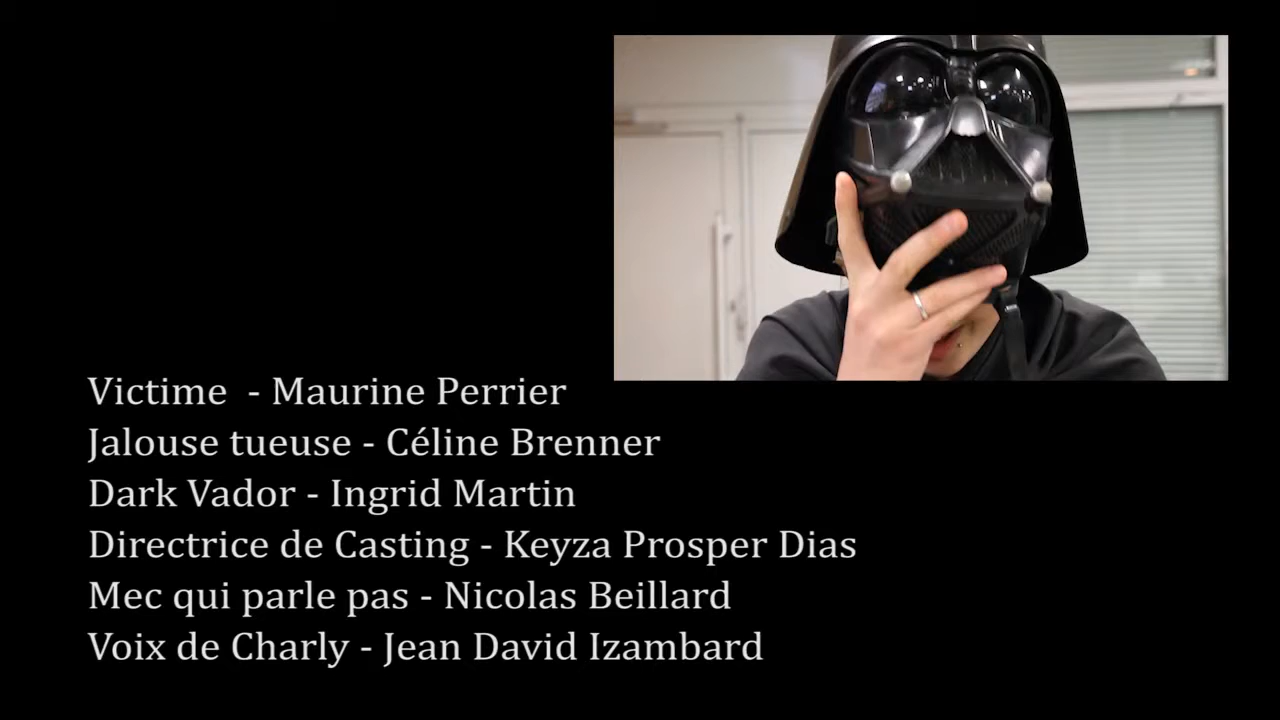 Victime - Maurine Perrier
Jalouse tueuse - Céline Brenner
Dark Vador - Ingrid Martin
Directrice de Casting - Keyza Prosper Dias
Mec qui parle pas - Nicolas Beillard
Voix de Charly - Jean David Izambard